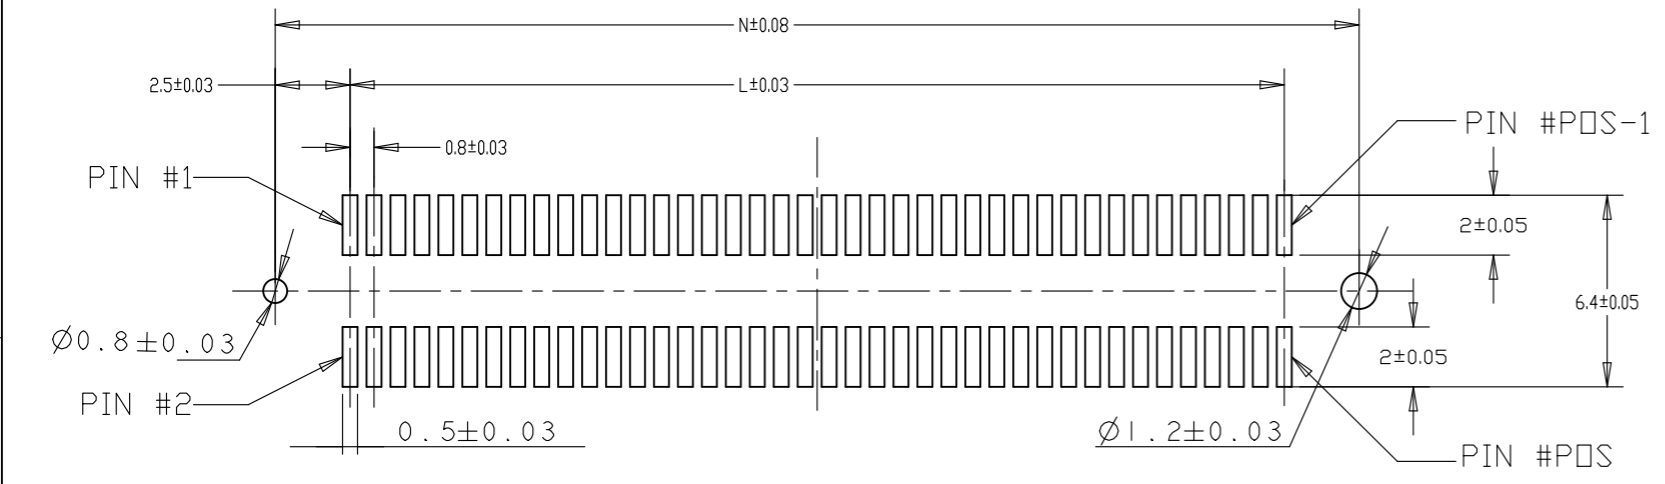 N±0.08
2.5±0.03
L±0.03
PIN #POS-1
0.8±0.03
PIN #1
2±0.05
6.4±0.05
Ø0.8±0.03
2±0.05
PIN #2
0.5±0.03
Ø1.2±0.03
PIN #POS